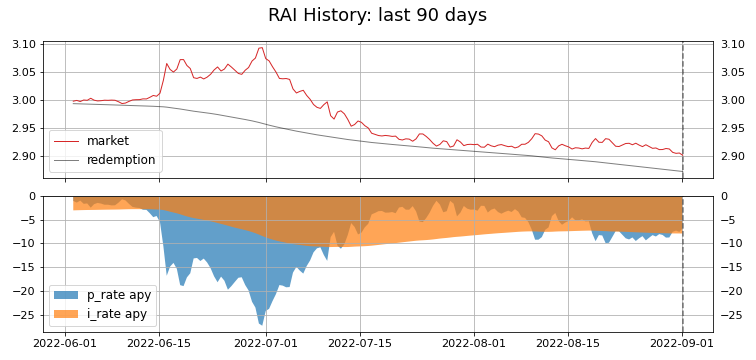 RAI History: last 90 days
3.10 3.10
3.05 3.05
3.00 3.00
2.95 2.95
2.90 2.90
market
redemption
0 0
−5 −5
−10 −10
−15 −15
−20 −20
−25 −25
p_rate apy
i_rate apy
2022-06-01 2022-06-15 2022-07-01 2022-07-15 2022-08-01 2022-08-15 2022-09-01